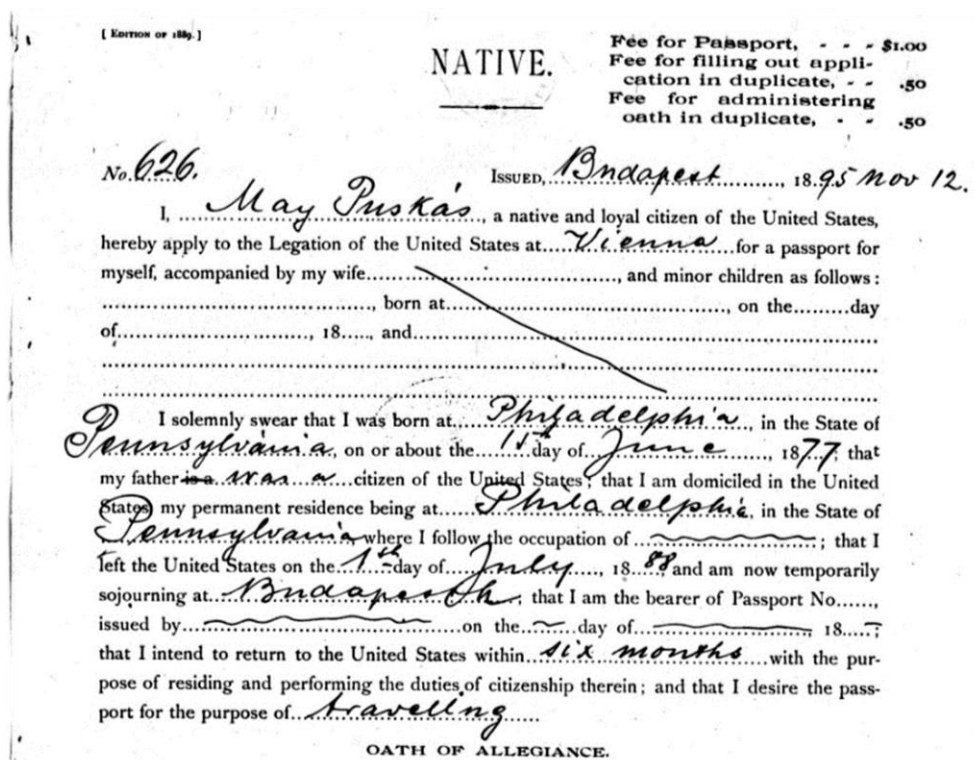 [ EDITION OF 1889. ]
NATIVE.
Fee for Passport, - - - $1.00
Fee for filling out appli-
cation in duplicate, - - .50
Fee for administering
oath in duplicate, - - .50
No. 626. ISSUED, Budapest, 1895 Nov 12.
I, May Puskás, a native and loyal citizen of the United States,
hereby apply to the Legation of the United States at Vienna for a passport for
myself, accompanied by my wife, and minor children as follows:
, born at, on the day
of, 18, and
I solemnly swear that I was born at Philadelphia, in the State of
Pennsylvánia, on or about the 1st day of June, 1877; that
my father is a was a citizen of the United States; that I am domiciled in the United
States, my permanent residence being at Philadelphia, in the State of
Pennsylvania where I follow the occupation of ; that I
left the United States on the 1th day of July, 1888, and am now temporarily
sojourning at Budapesth; that I am the bearer of Passport No.,
issued by on the day of, 18;
that I intend to return to the United States within six months with the pur-
pose of residing and performing the duties of citizenship therein; and that I desire the pass-
port for the purpose of travelling
OATH OF ALLEGIANCE.